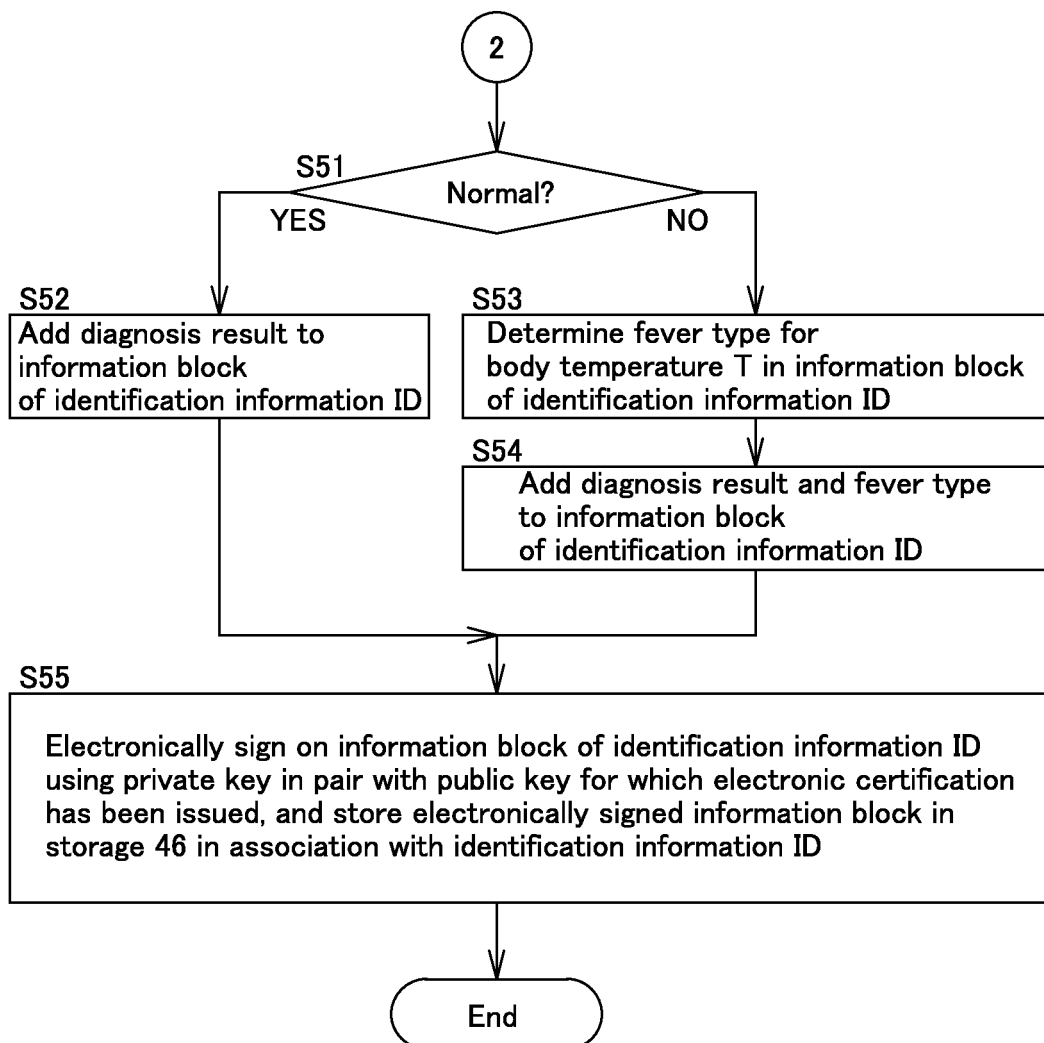 2
S51
Normal?
YES
NO
S52
Add diagnosis result to
information block
of identification information ID
S53
Determine fever type for
body temperature T in information block
of identification information ID
S54
Add diagnosis result and fever type
to information block
of identification information ID
S55
Electronically sign on information block of identification information ID
using private key in pair with public key for which electronic certification
has been issued, and store electronically signed information block in
storage 46 in association with identification information ID
End